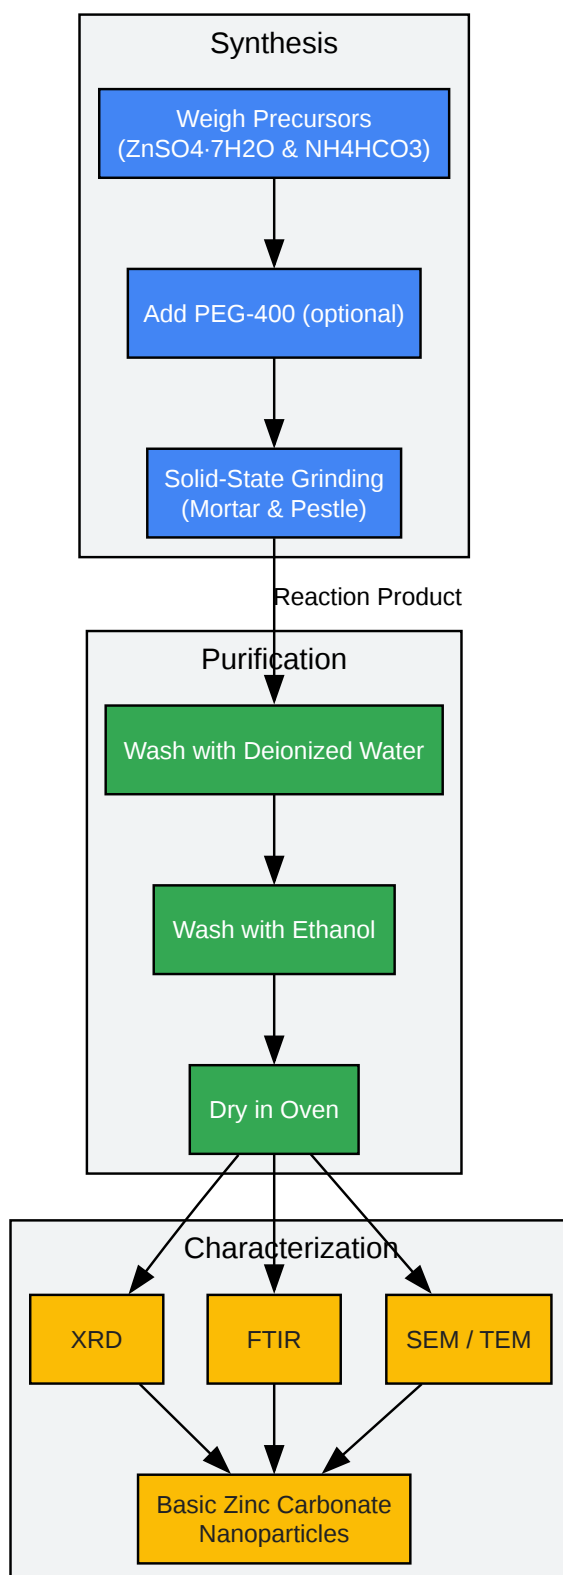 Synthesis
Weigh Precursors
(ZnSO4·7H2O & NH4HCO3)
Add PEG-400 (optional)
Solid-State Grinding
(Mortar & Pestle)
Reaction Product
Purification
Wash with Deionized Water
Wash with Ethanol
Dry in Oven
Characterization
XRD
FTIR
SEM / TEM
Basic Zinc Carbonate
Nanoparticles